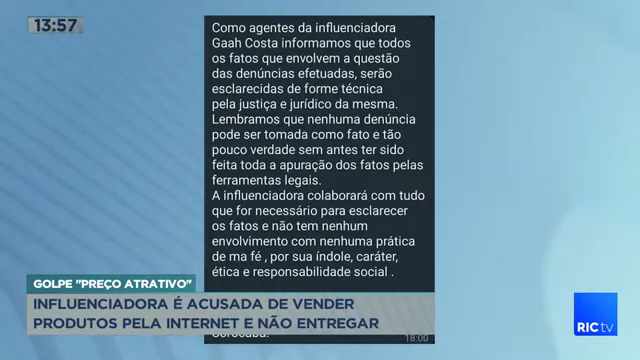 13:57
Como agentes da influenciadora
Gaah Costa informamos que todos
os fatos que envolvem a questão
das denúncias efetuadas, serão
esclarecidas de forme técnica
pela justiça e jurídico da mesma.
Lembramos que nenhuma denúncia
pode ser tomada como fato e tão
pouco verdade sem antes ter sido
feita toda a apuração dos fatos pelas
ferramentas legais.
A influenciadora colaborará com tudo
que for necessário para esclarecer
os fatos e não tem nenhum
envolvimento com nenhuma prática
de ma fé , por sua índole, caráter,
ética e responsabilidade social .
GOLPE "PREÇO ATRATIVO"
INFLUENCIADORA É ACUSADA DE VENDER
PRODUTOS PELA INTERNET E NÃO ENTREGAR
18:00
RIC tv